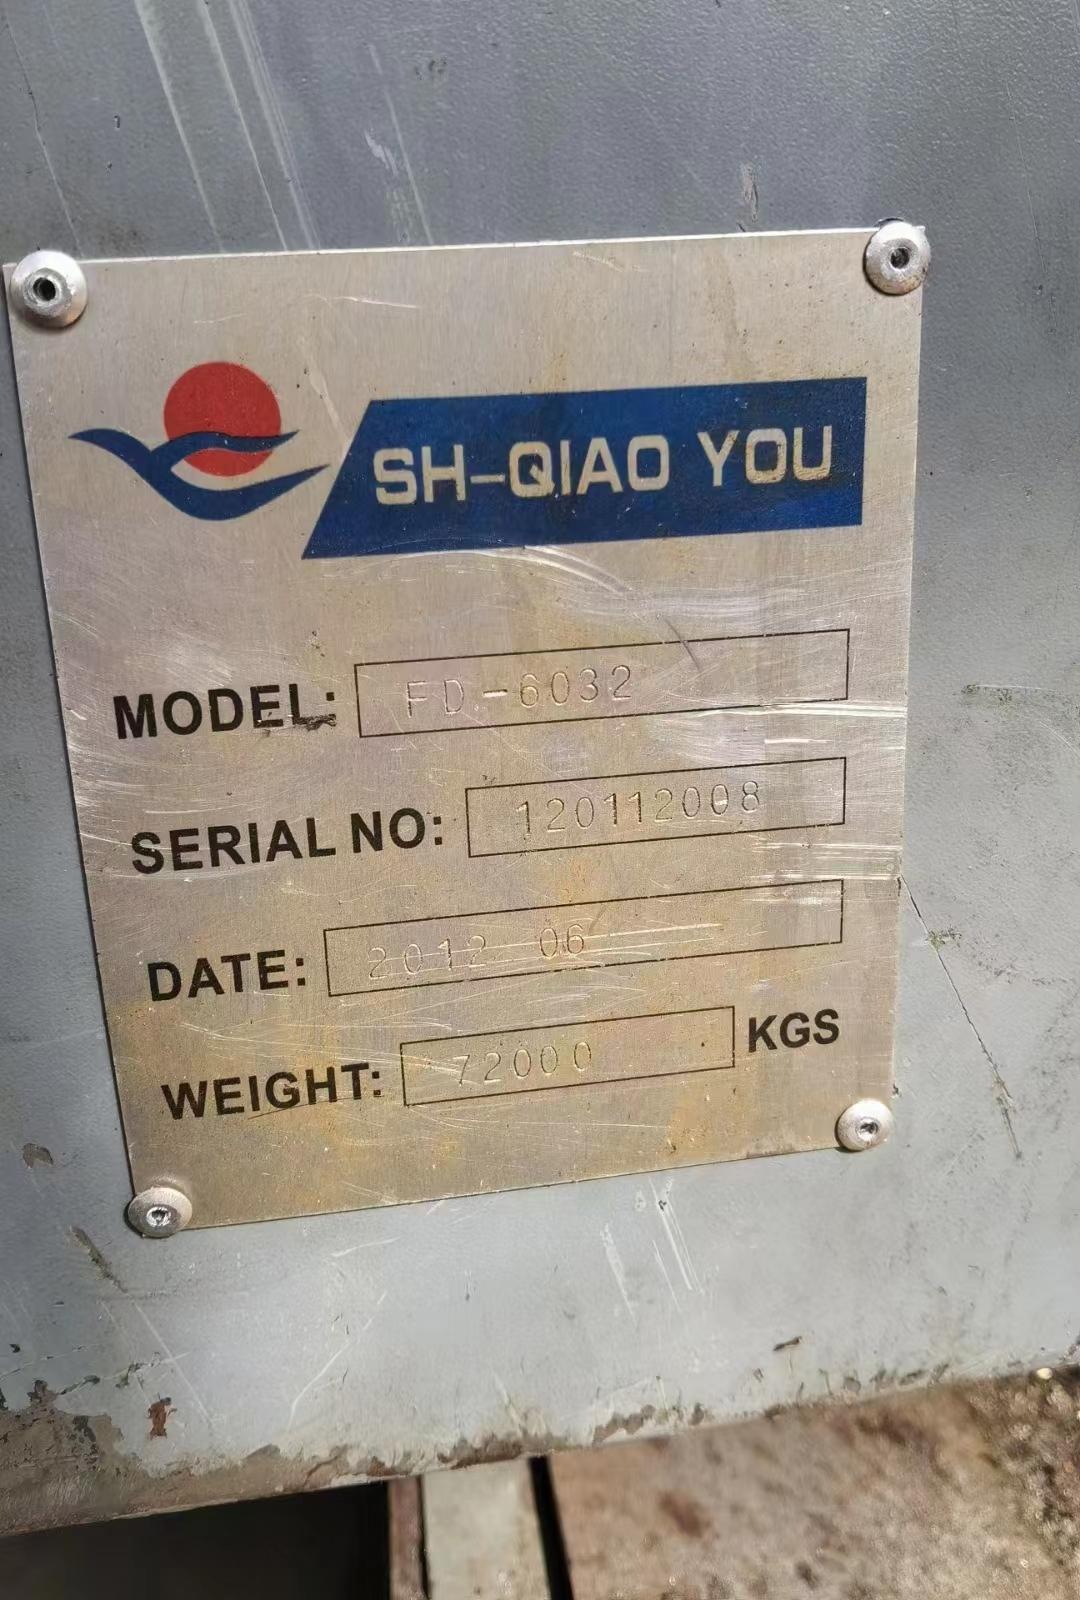 SH-QIAO YOU
MODEL: FD-6032
SERIAL NO: 120112008
DATE: 2012 06
WEIGHT: 72000 KGS